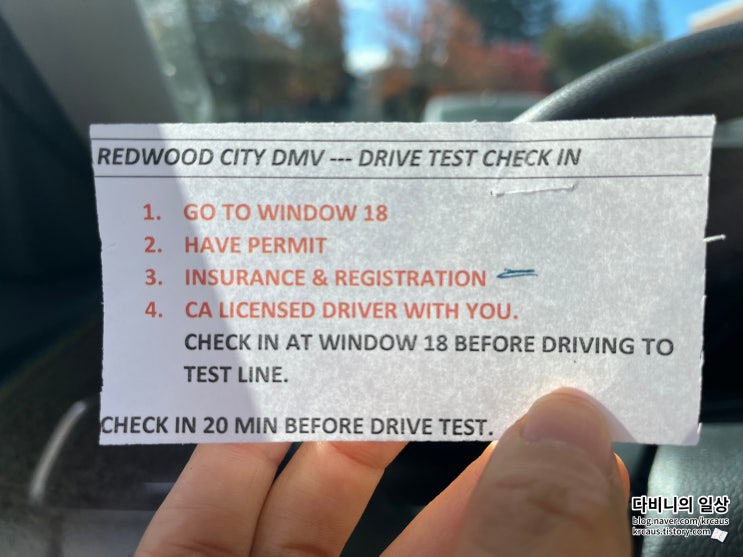 REDWOOD CITY DMV --- DRIVE TEST CHECK IN
1. GO TO WINDOW 18
2. HAVE PERMIT
3. INSURANCE & REGISTRATION
4. CA LICENSED DRIVER WITH YOU.
CHECK IN AT WINDOW 18 BEFORE DRIVING TO
TEST LINE.
CHECK IN 20 MIN BEFORE DRIVE TEST.
다비니의 일상
blog.naver.com/krcaus
krcaus.tistory.com